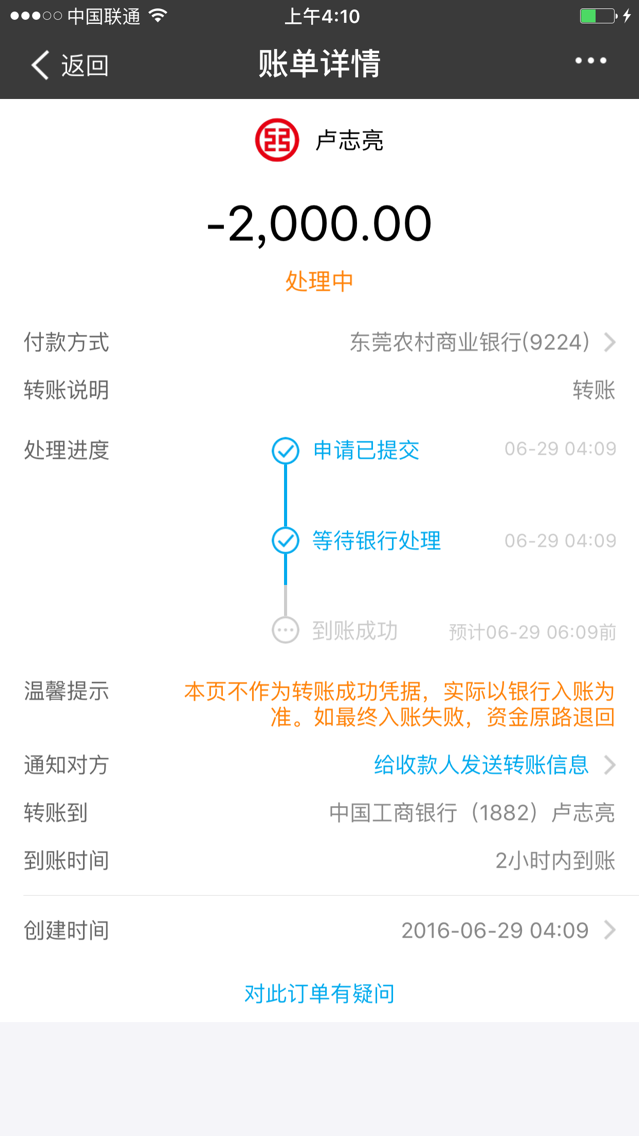 中国联通
上午4:10
返回
账单详情
卢志亮
-2,000.00
处理中
付款方式
东莞农村商业银行(9224)
转账说明
转账
处理进度
申请已提交
06-29 04:09
等待银行处理
06-29 04:09
到账成功
预计06-29 06:09前
温馨提示
本页不作为转账成功凭据，实际以银行入账为
准。如最终入账失败，资金原路退回
通知对方
给收款人发送转账信息
转账到
中国工商银行（1882）卢志亮
到账时间
2小时内到账
创建时间
2016-06-29 04:09
对此订单有疑问